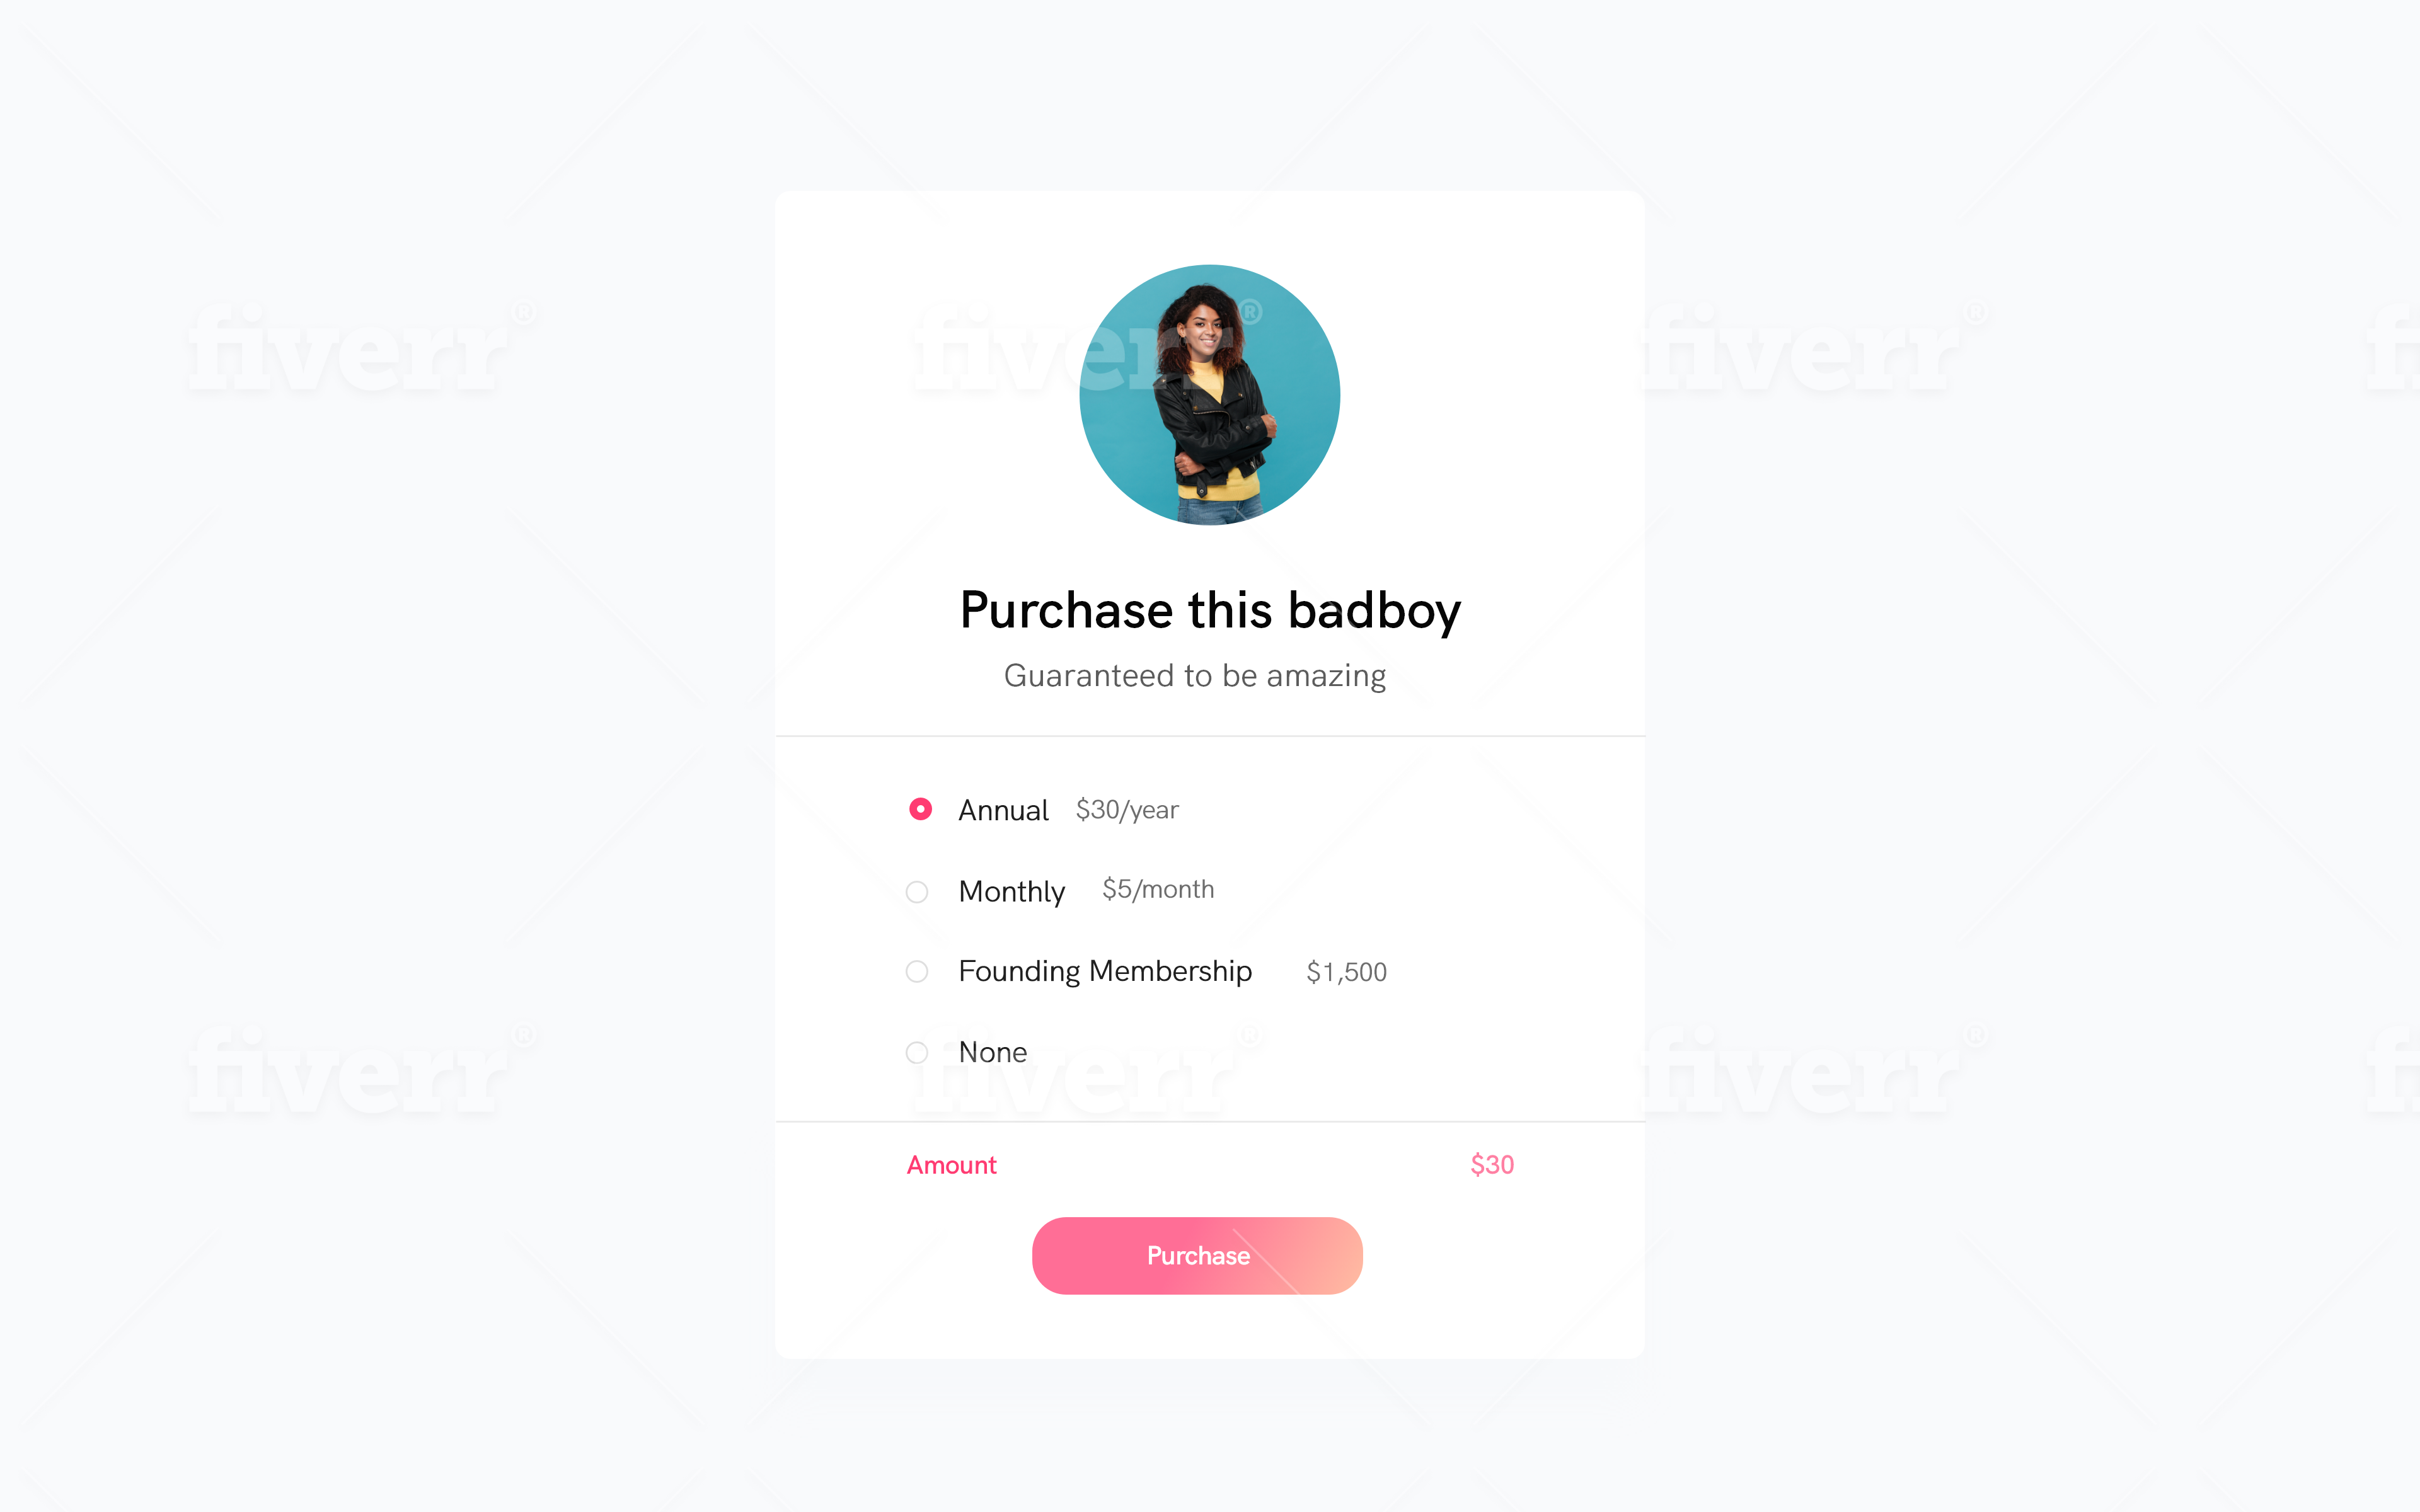 fiverr®
fiverr®
fiverr®
Purchase this badboy
Guaranteed to be amazing
Annual $30/year
Monthly $5/month
Founding Membership $1,500
None
fiverr®
fiverr®
fiverr®
Amount $30
Purchase